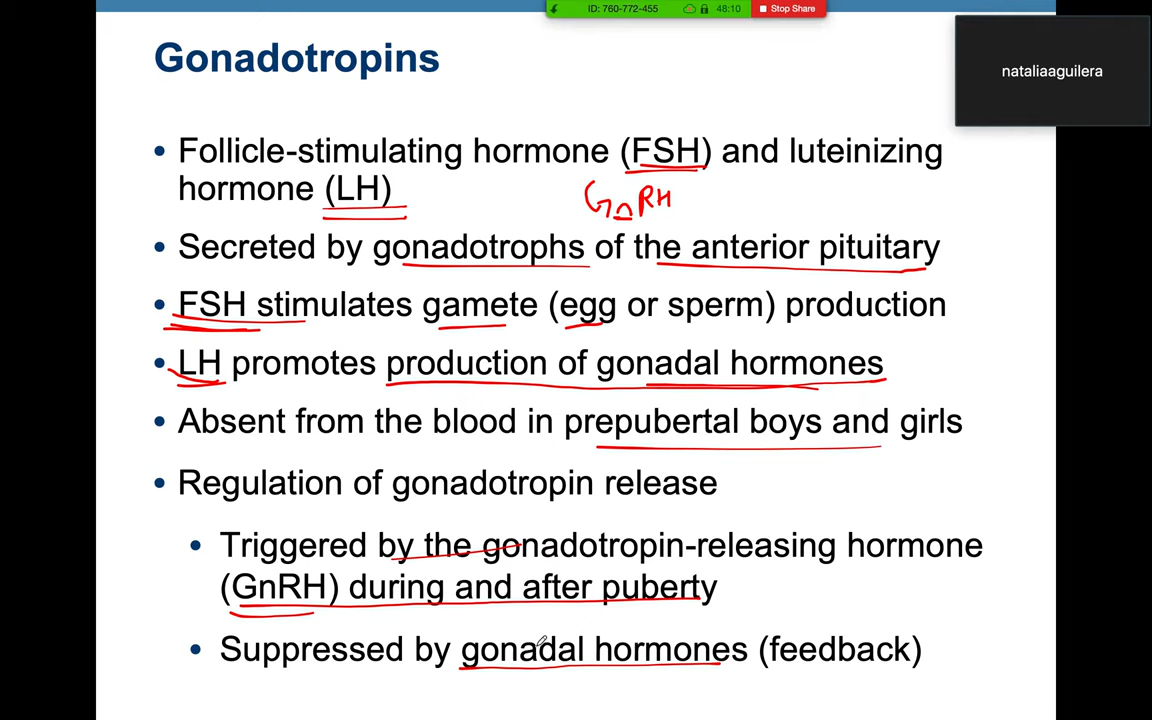 ID: 760-772-455 48:10 Stop Share
nataliaaguilera
Gonadotropins
• Follicle-stimulating hormone (FSH) and luteinizing
hormone (LH)
GnRH
• Secreted by gonadotrophs of the anterior pituitary
• FSH stimulates gamete (egg or sperm) production
• LH promotes production of gonadal hormones
• Absent from the blood in prepubertal boys and girls
• Regulation of gonadotropin release
• Triggered by the gonadotropin-releasing hormone
(GnRH) during and after puberty
• Suppressed by gonadal hormones (feedback)